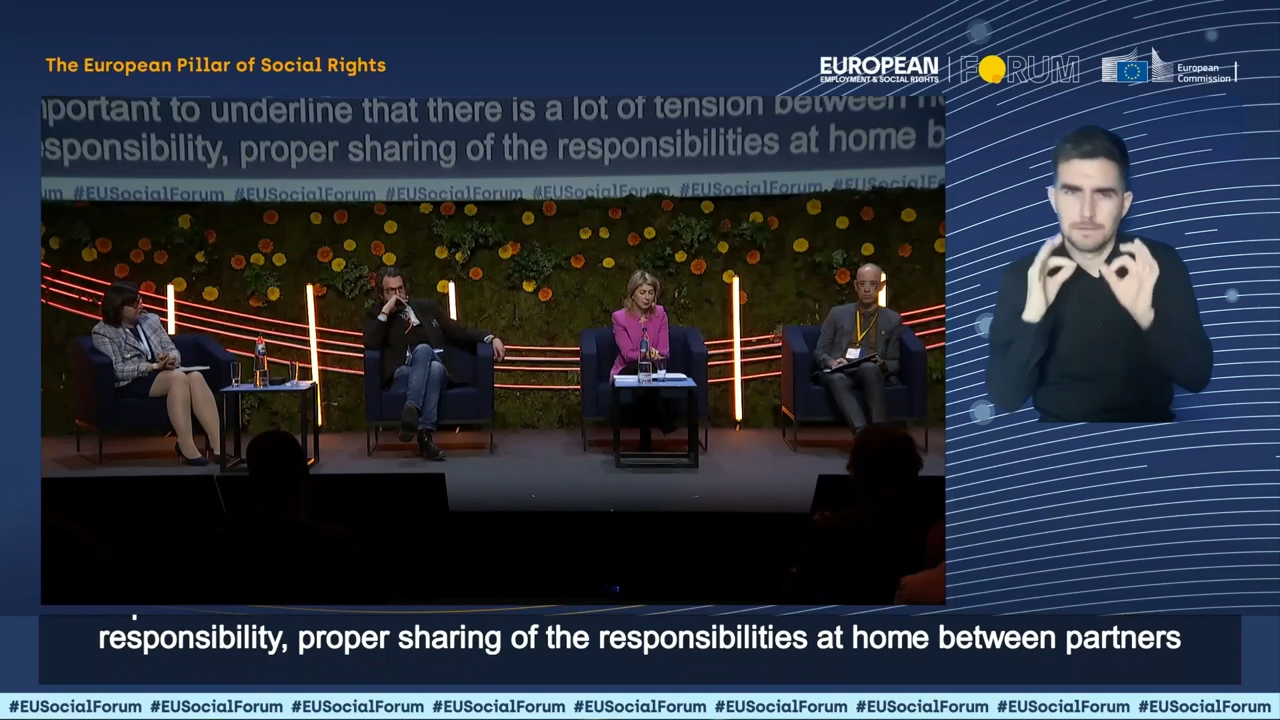 The European Pillar of Social Rights
EUROPEAN
EMPLOYMENT & SOCIAL RIGHTS
FORUM
European
Commission
to underline that there is a lot of tension between
proper sharing of the responsibilities at home
#EUSocialForum #EUSocialForum #EUSocialForum #EUSocialForum #EUSocialForum #EUSocialForum
responsibility, proper sharing of the responsibilities at home between partners
#EUSocialForum #EUSocialForum #EUSocialForum #EUSocialForum #EUSocialForum #EUSocialForum #EUSocialForum #EUSocialForum #EUSocialForum